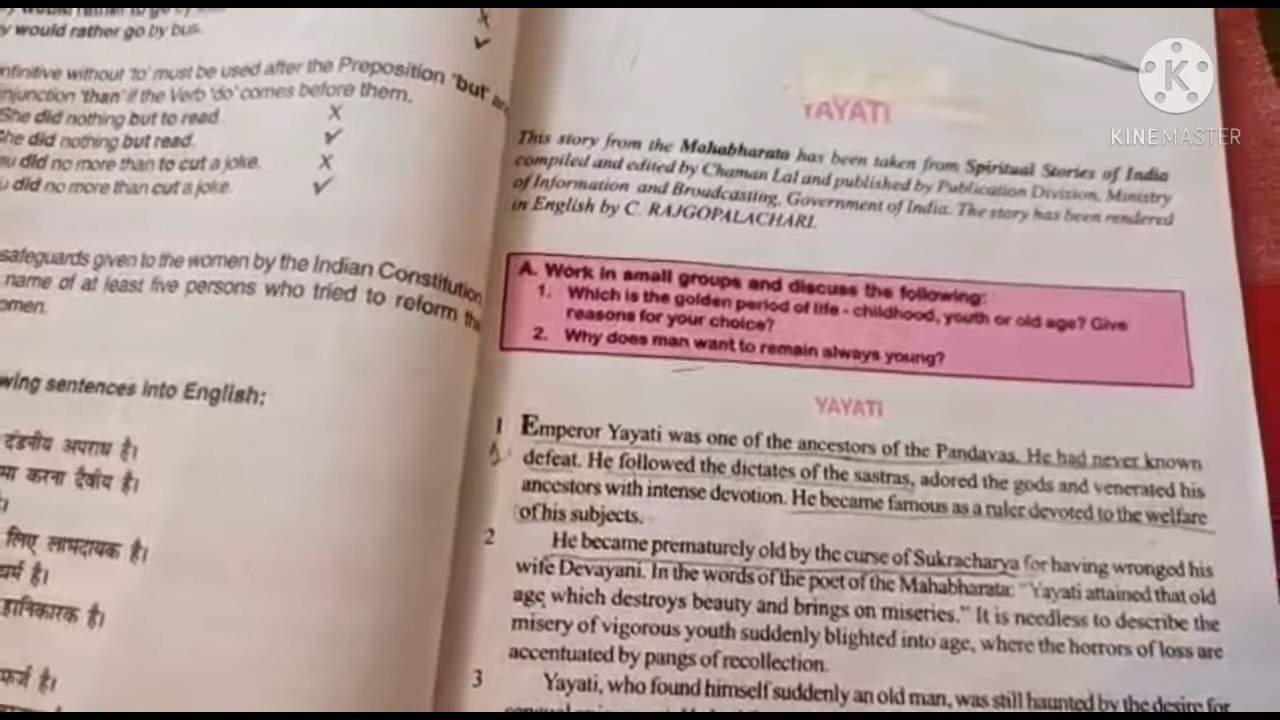 y would rather go by bus.
nfinitive without 'to' must be used after the Preposition 'but' an
njunction 'than' if the Verb 'do' comes before them.
She did nothing but to read X
he did nothing but read. ✓
ou did no more than to cut a joke. X
u did no more than cut a joke. ✓
safeguards given to the women by the Indian Constitution
name of at least five persons who tried to reform the
omen.
wing sentences into English:
दंडनीय अपराध है।
मा करना दैवीय है।
है।
लिए लाभदायक है।
धर्म है।
हानिकारक है।
फर्ज है।
K
KINEMASTER
YAYATI
This story from the Mahabharata has been taken from Spiritual Stories of India
compiled and edited by Chaman Lal and published by Publication Division, Ministry
of Information and Broadcasting, Government of India. The story has been rendered
in English by C. RAJGOPALACHARI.
A. Work in small groups and discuss the following:
1. Which is the golden period of life - childhood, youth or old age? Give
reasons for your choice?
2. Why does man want to remain always young?
YAYATI
1 Emperor Yayati was one of the ancestors of the Pandavas. He had never known
defeat. He followed the dictates of the sastras, adored the gods and venerated his
ancestors with intense devotion. He became famous as a ruler devoted to the welfare
of his subjects.
2 He became prematurely old by the curse of Sukracharya for having wronged his
wife Devayani. In the words of the poet of the Mahabharata: "Yayati attained that old
age which destroys beauty and brings on miseries." It is needless to describe the
misery of vigorous youth suddenly blighted into age, where the horrors of loss are
accentuated by pangs of recollection.
3 Yayati, who found himself suddenly an old man, was still haunted by the desire for